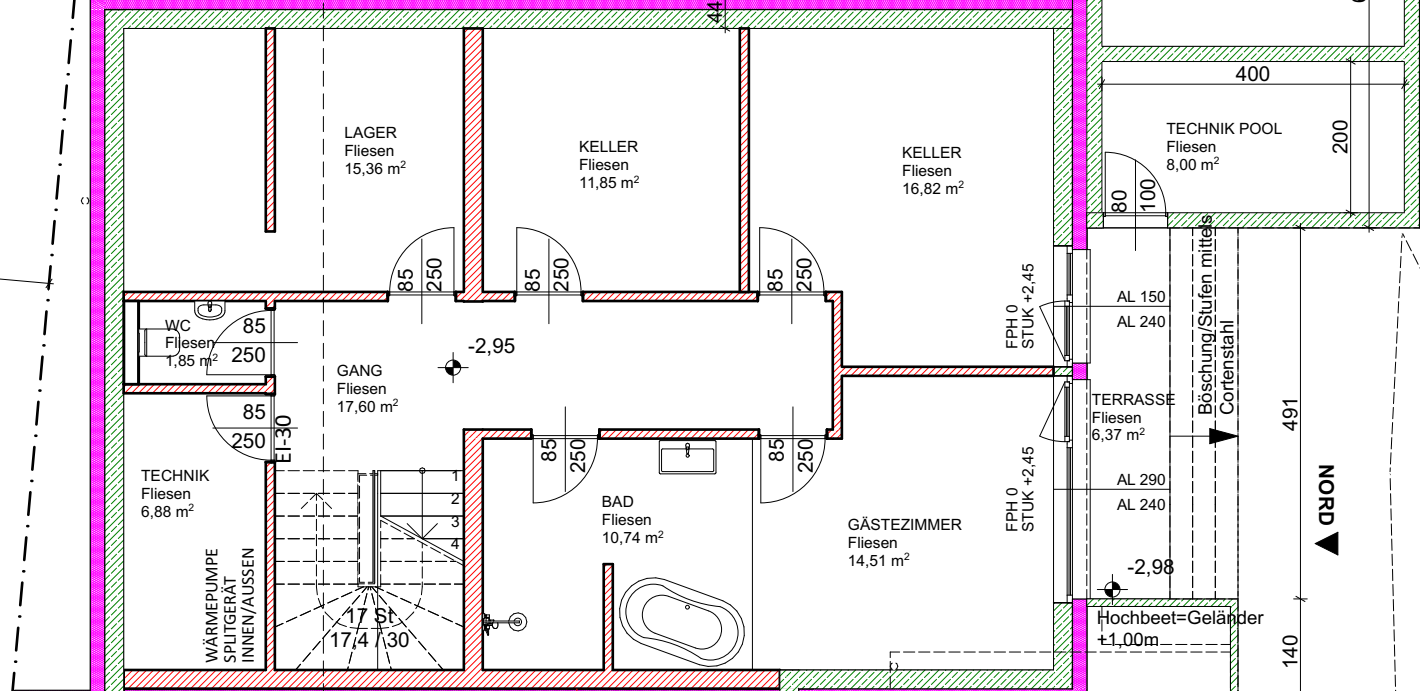 44
400
200
LAGER
Fliesen
15,36 m²
KELLER
Fliesen
11,85 m²
KELLER
Fliesen
16,82 m²
TECHNIK POOL
Fliesen
8,00 m²
80
100
85
250
85
250
85
250
FPH 0
STUK +2,45
AL 150
AL 240
Böschung/Stufen mittels
Cortenstahl
WC
Fliesen
1,85 m²
85
250
-2,95
GANG
Fliesen
17,60 m²
85
250
EI-30
TERRASSE
Fliesen
6,37 m²
491
TECHNIK
Fliesen
6,88 m²
1
2
3
4
85
250
85
250
BAD
Fliesen
10,74 m²
GÄSTEZIMMER
Fliesen
14,51 m²
FPH 0
STUK +2,45
AL 290
AL 240
NORD
WÄRMEPUMPE
SPLITGERÄT
INNEN/AUSSEN
17 St
17,4 / 30
-2,98
Hochbeet=Geländer
+1,00m
140